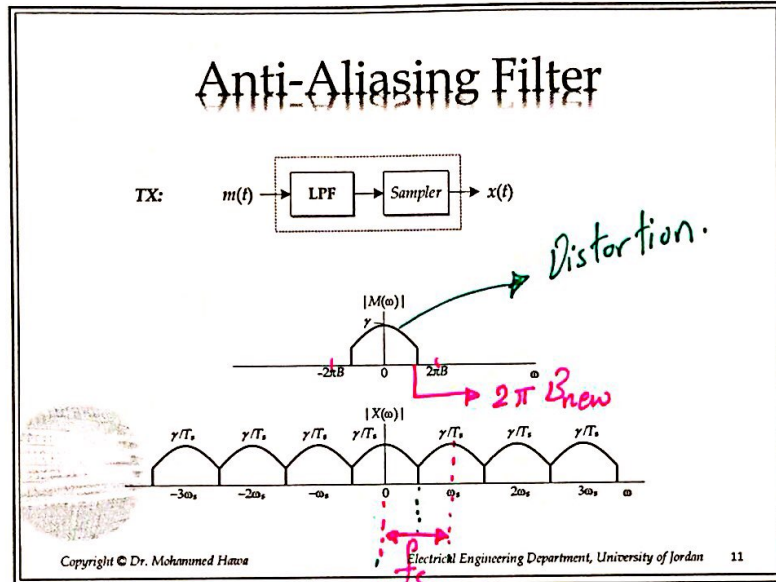 Anti-Aliasing Filter
TX: m(t) LPF Sampler x(t)
Distortion.
|M(ω)|
γ
−2πB 0 2πB ω
2π Bnew
|X(ω)|
γ/Ts γ/Ts γ/Ts γ/Ts γ/Ts γ/Ts γ/Ts
−3ωs −2ωs −ωs 0 ωs 2ωs 3ωs ω
fs
Copyright © Dr. Mohammed Hawa Electrical Engineering Department, University of Jordan 11